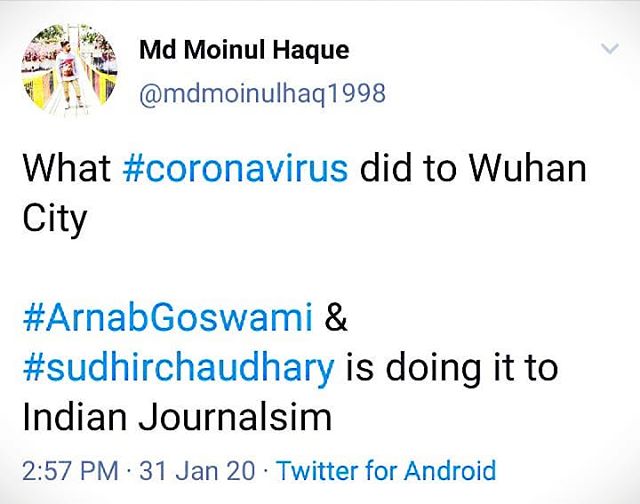 Md Moinul Haque
@mdmoinulhaq1998
What #coronavirus did to Wuhan
City
#ArnabGoswami &
#sudhirchaudhary is doing it to
Indian Journalsim
2:57 PM · 31 Jan 20 · Twitter for Android